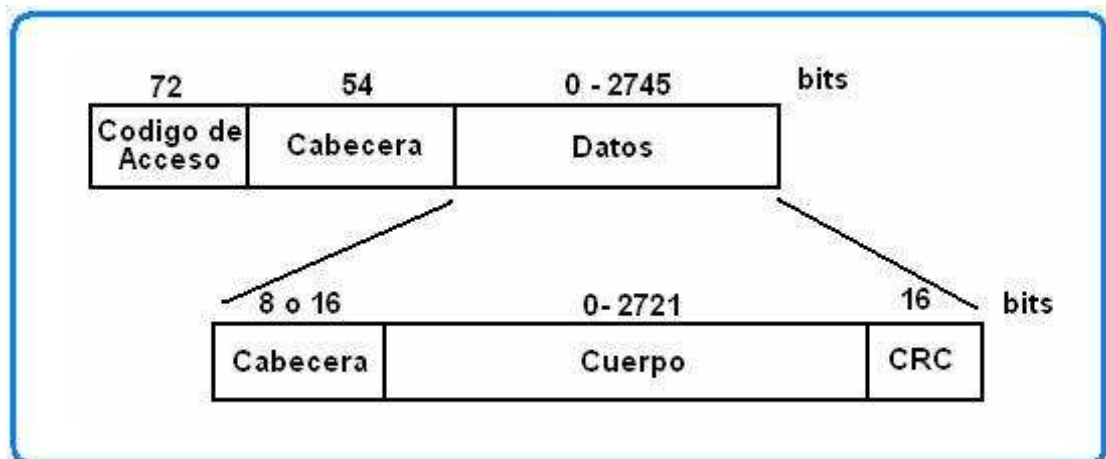 72 54 0 - 2745 bits
Codigo de
Acceso
Cabecera
Datos
8 o 16 0- 2721 16 bits
Cabecera Cuerpo CRC